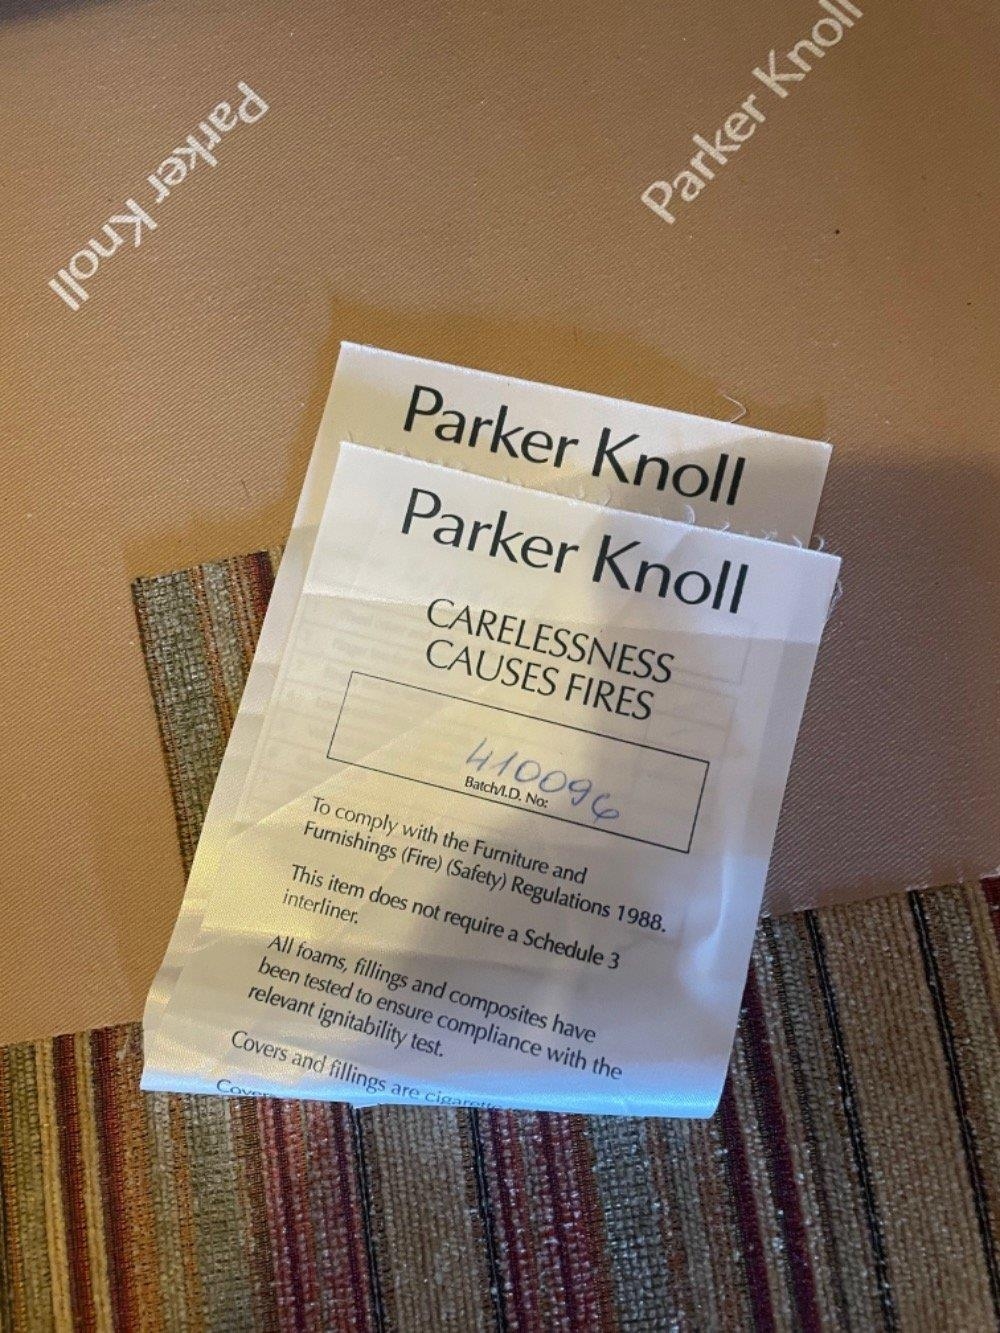 Parker Knoll
Parker Knoll
Parker Knoll
Parker Knoll
CARELESSNESS
CAUSES FIRES
410096
Batch/I.D. No:
To comply with the Furniture and
Furnishings (Fire) (Safety) Regulations 1988.
This item does not require a Schedule 3
interliner.
All foams, fillings and composites have
been tested to ensure compliance with the
relevant ignitability test.
Covers and fillings are cigarette